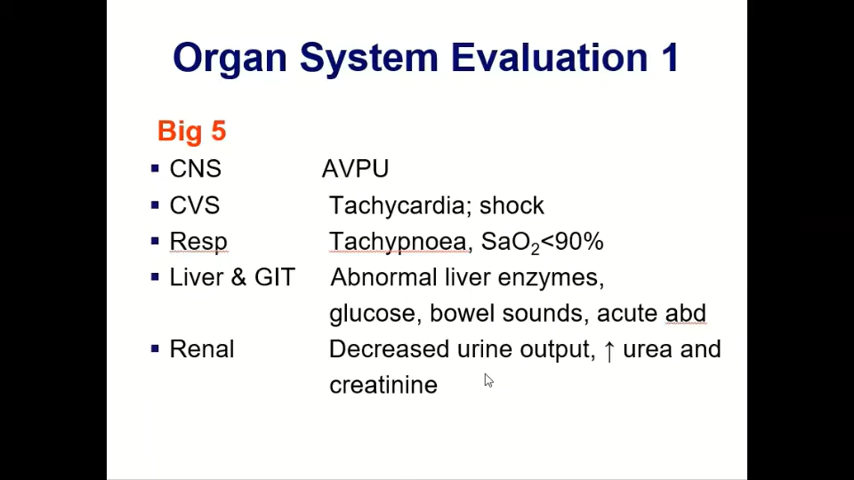 Organ System Evaluation 1
Big 5
▪ CNS AVPU
▪ CVS Tachycardia; shock
▪ Resp Tachypnoea, SaO₂<90%
▪ Liver & GIT Abnormal liver enzymes,
glucose, bowel sounds, acute abd
▪ Renal Decreased urine output, ↑ urea and
creatinine